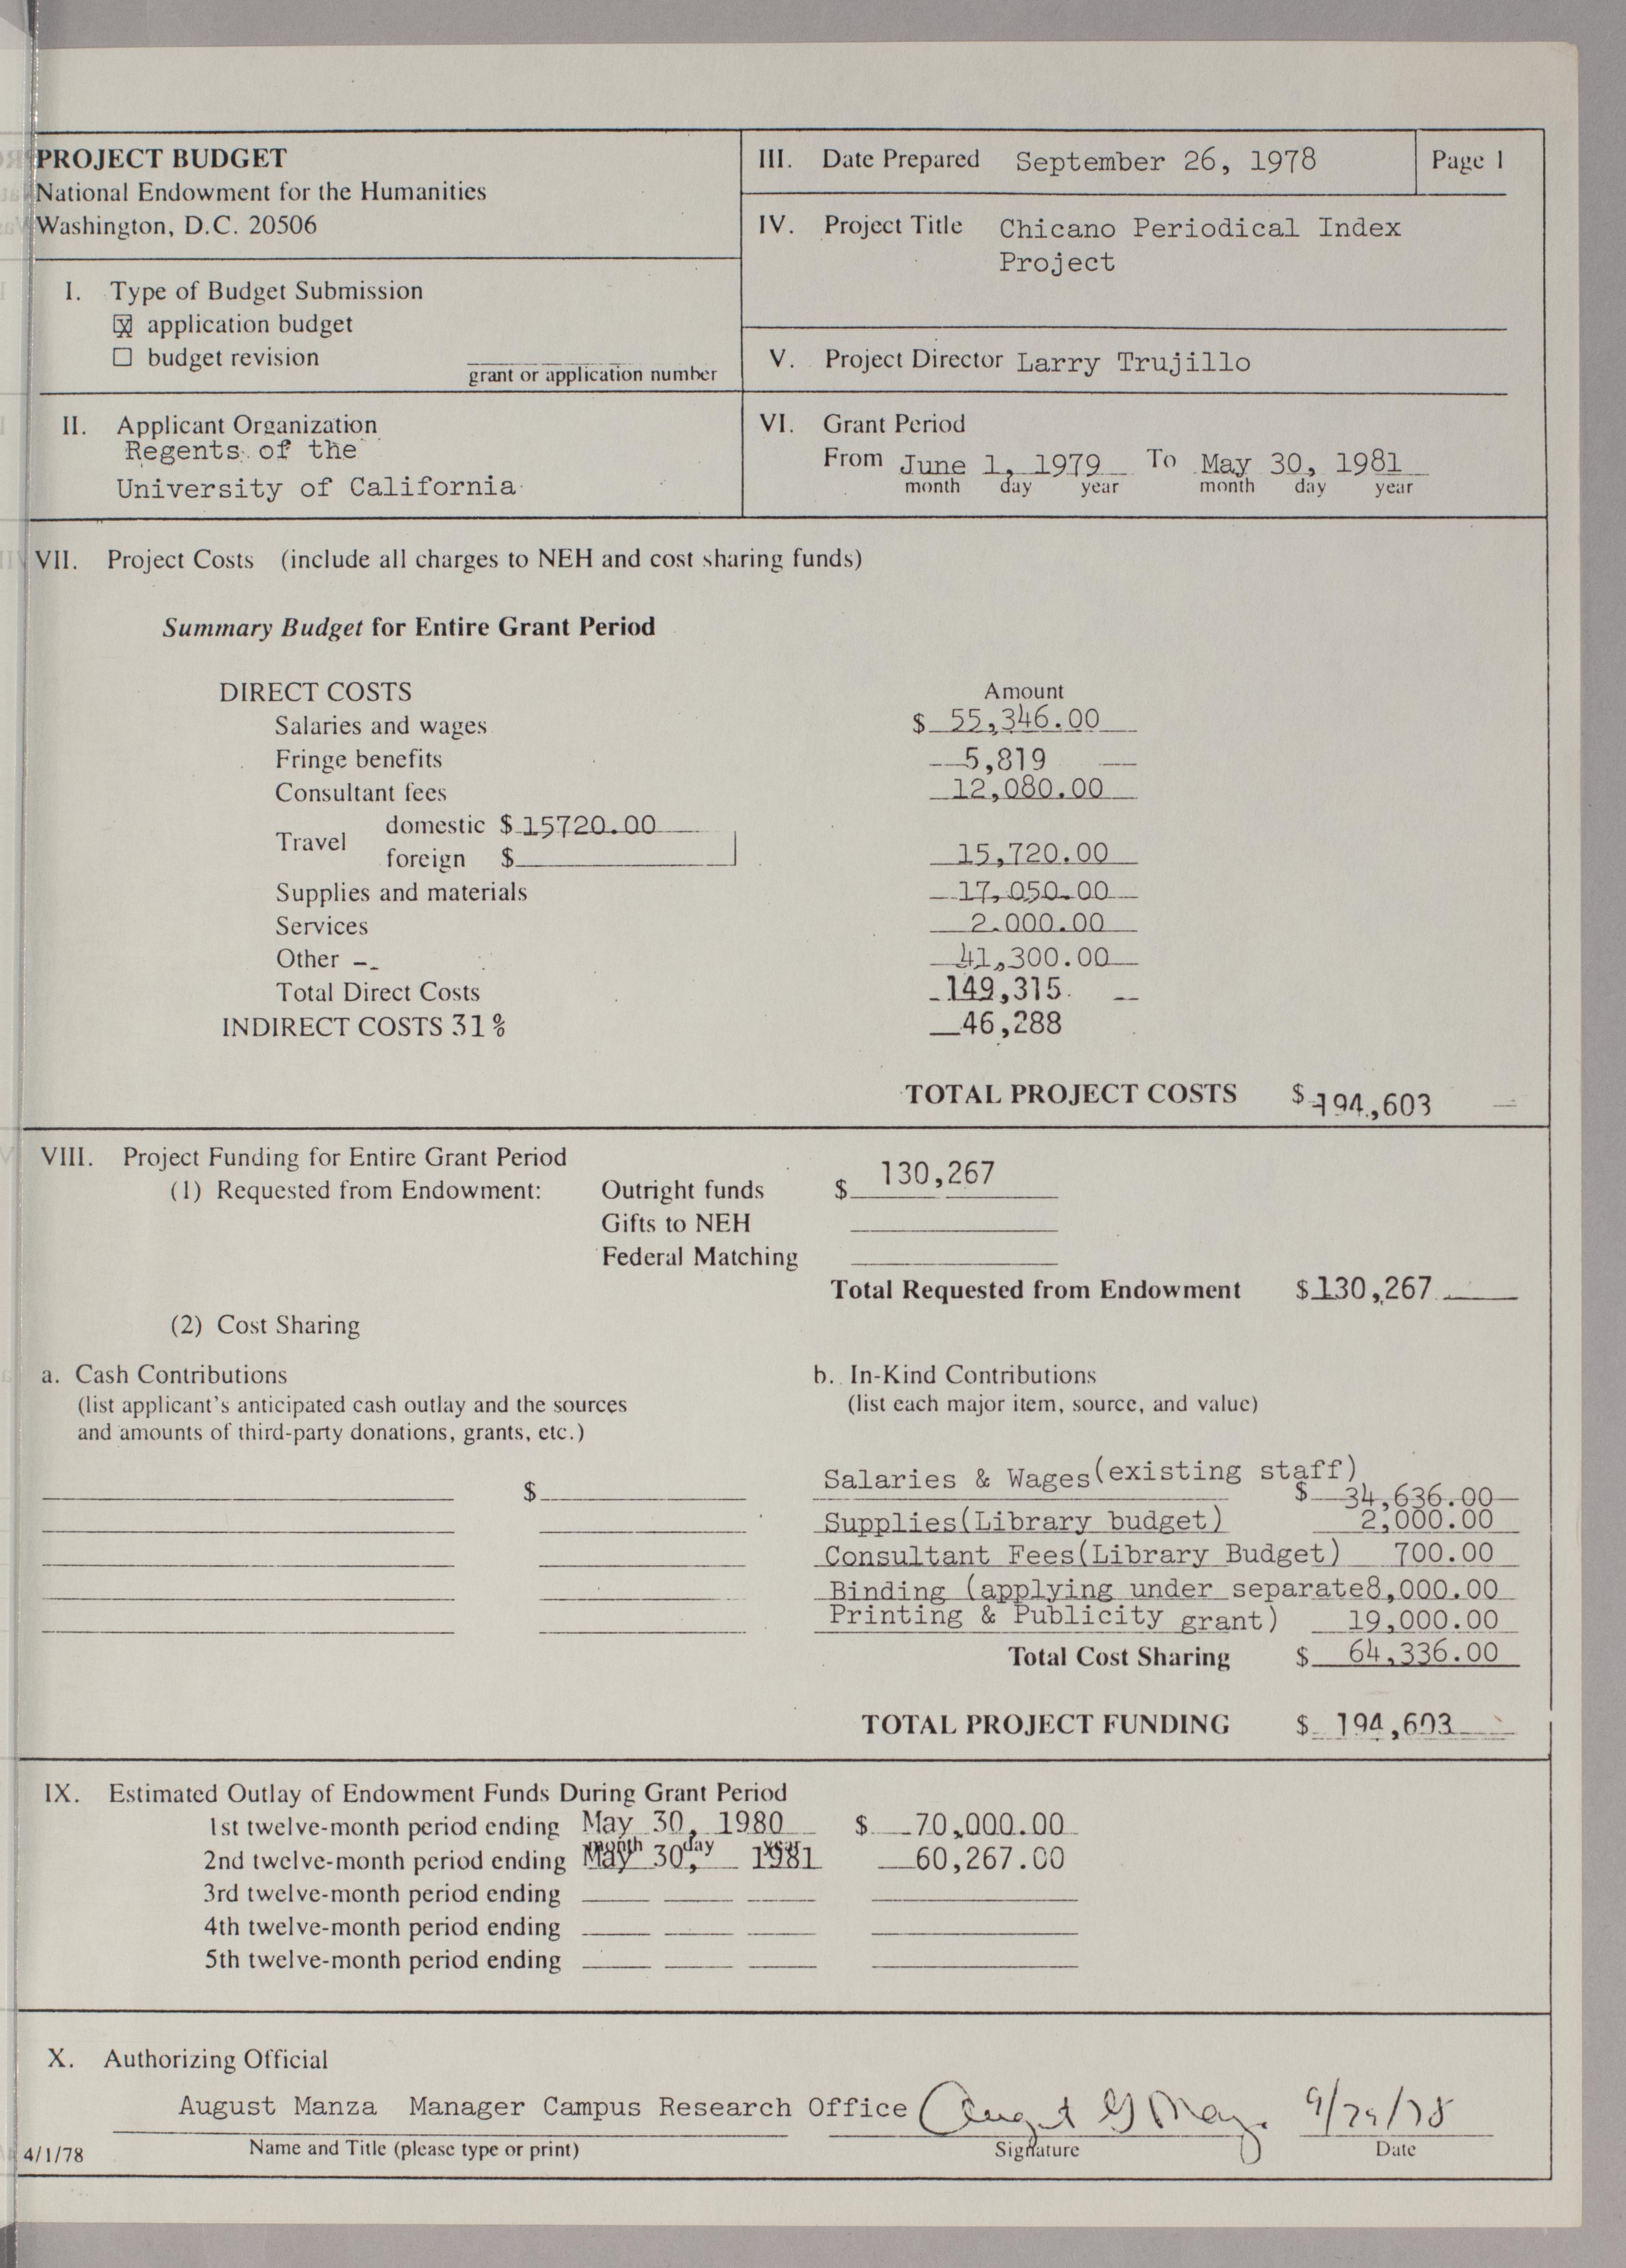 PROJECT BUDGET
National Endowment for the Humanities
Washington, D.C. 20506
III. Date Prepared September 26, 1978
Page 1
IV. Project Title Chicano Periodical Index
Project
I. Type of Budget Submission
☒ application budget
☐ budget revision
grant or application number
V. Project Director Larry Trujillo
II. Applicant Organization
Regents of the
University of California
VI. Grant Period
From June 1, 1979 To May 30, 1981
month day year month day year
VII. Project Costs (include all charges to NEH and cost sharing funds)
Summary Budget for Entire Grant Period
DIRECT COSTS Amount
Salaries and wages $ 55,346.00
Fringe benefits 5,819
Consultant fees 12,080.00
Travel domestic $ 15720.00
foreign $ 15,720.00
Supplies and materials 17,050.00
Services 2.000.00
Other 41,300.00
Total Direct Costs 149,315.
INDIRECT COSTS 31% 46,288
TOTAL PROJECT COSTS $ 194,603
VIII. Project Funding for Entire Grant Period
(1) Requested from Endowment: Outright funds $ 130,267
Gifts to NEH
Federal Matching
Total Requested from Endowment $130,267
(2) Cost Sharing
a. Cash Contributions
(list applicant's anticipated cash outlay and the sources
and amounts of third-party donations, grants, etc.)
$
b. In-Kind Contributions
(list each major item, source, and value)
Salaries & Wages(existing staff)
$ 34,636.00
Supplies(Library budget) 2,000.00
Consultant Fees(Library Budget) 700.00
Binding (applying under separate8,000.00
Printing & Publicity grant) 19,000.00
Total Cost Sharing $ 64,336.00
TOTAL PROJECT FUNDING $ 194,603
IX. Estimated Outlay of Endowment Funds During Grant Period
1st twelve-month period ending May 30, 1980 $ 70,000.00
month day year
2nd twelve-month period ending May 30, 1981 60,267.00
3rd twelve-month period ending
4th twelve-month period ending
5th twelve-month period ending
X. Authorizing Official
August Manza Manager Campus Research Office
Name and Title (please type or print) Signature Date
4/1/78